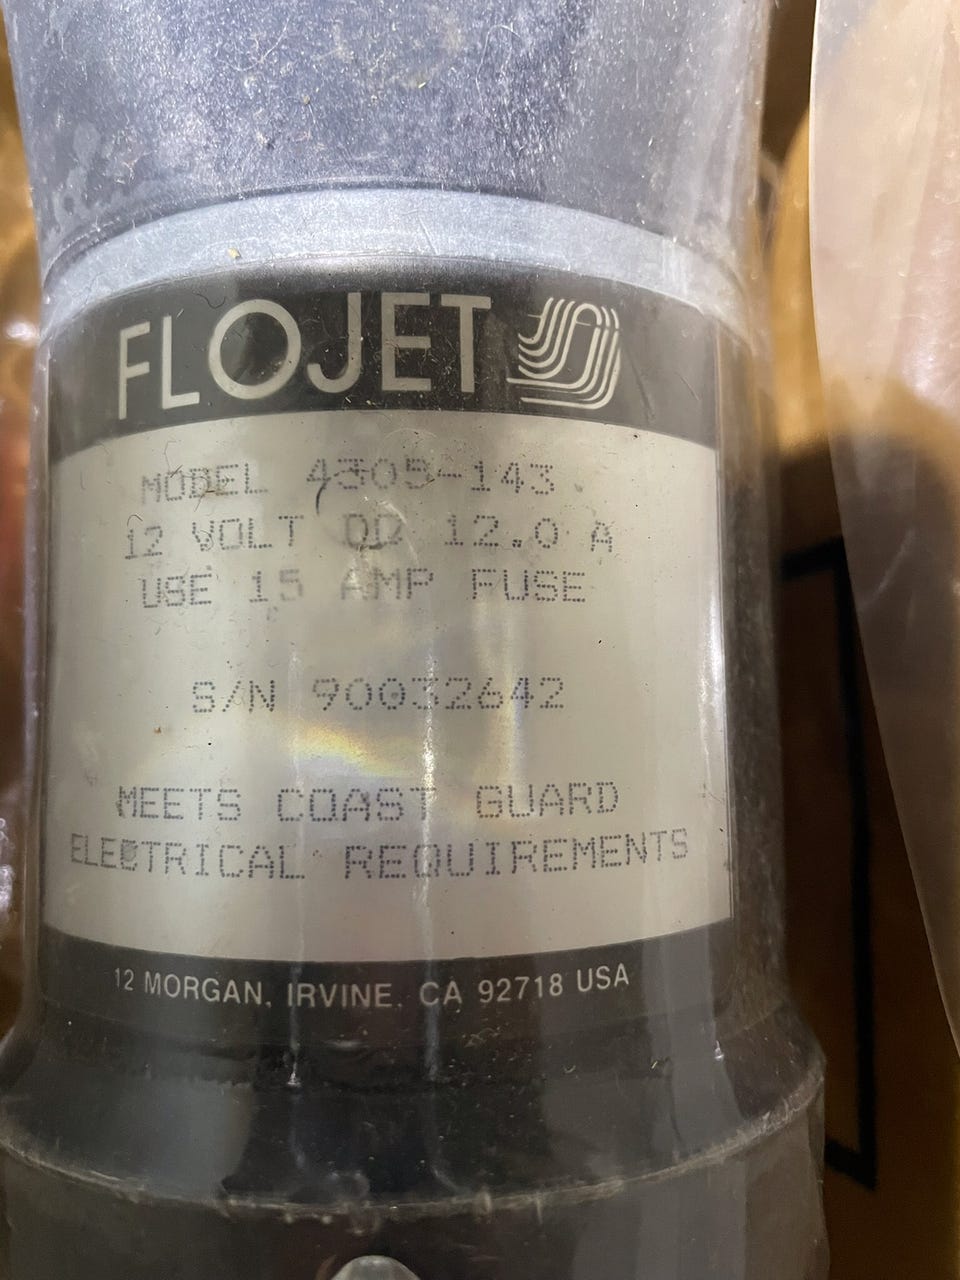 FLOJET
MODEL 4305-143
12 VOLT DC 12.0 A
USE 15 AMP FUSE
S/N 90032642
MEETS COAST GUARD
ELECTRICAL REQUIREMENTS
12 MORGAN, IRVINE, CA 92718 USA